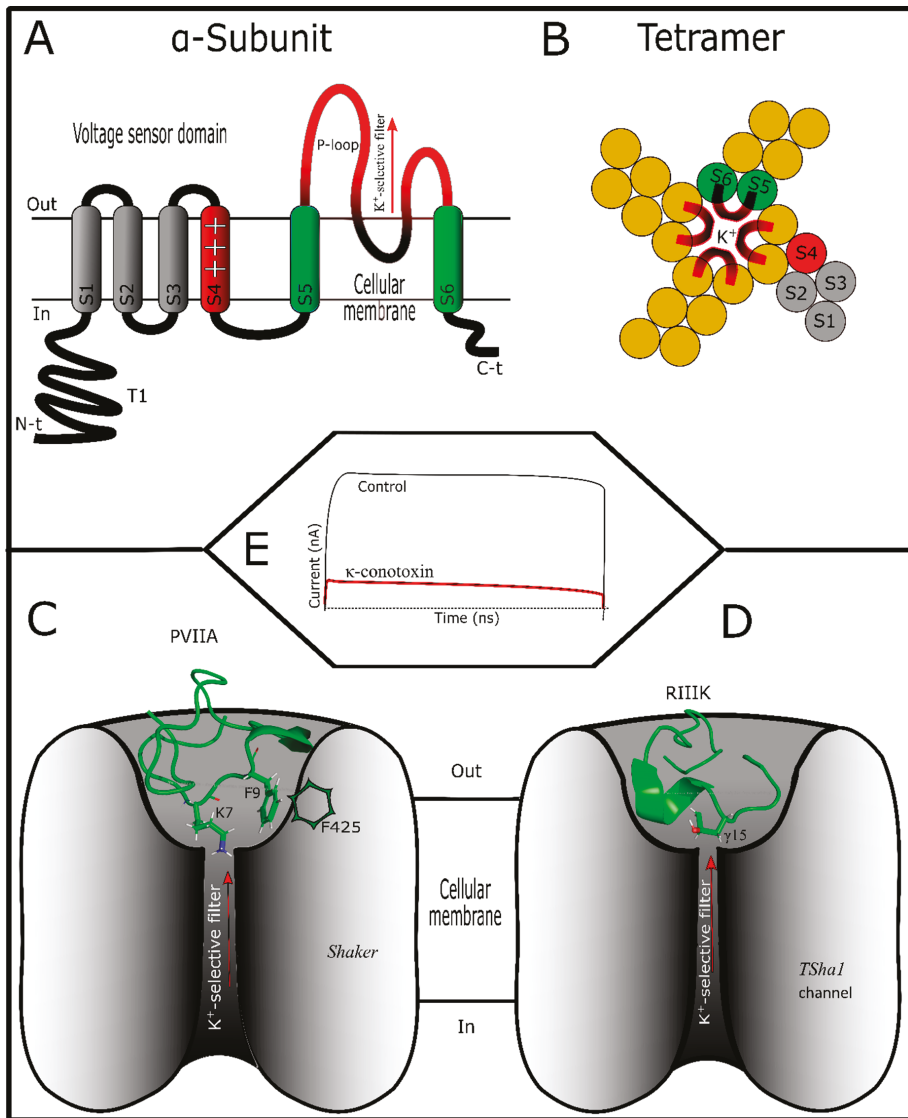 A
α-Subunit
B
Tetramer
Voltage sensor domain
P-loop
K⁺-selective filter
Out
In
S1
S2
S3
S4
+++
S5
S6
Cellular
membrane
T1
N-t
C-t
S6
S5
K⁺
S4
S3
S2
S1
E
Control
κ-conotoxin
Current (nA)
Time (ns)
C
PVIIA
K7
F9
F425
K⁺-selective filter
Shaker
Out
Cellular
membrane
In
D
RIIIK
γ15
K⁺-selective filter
TSha1
channel